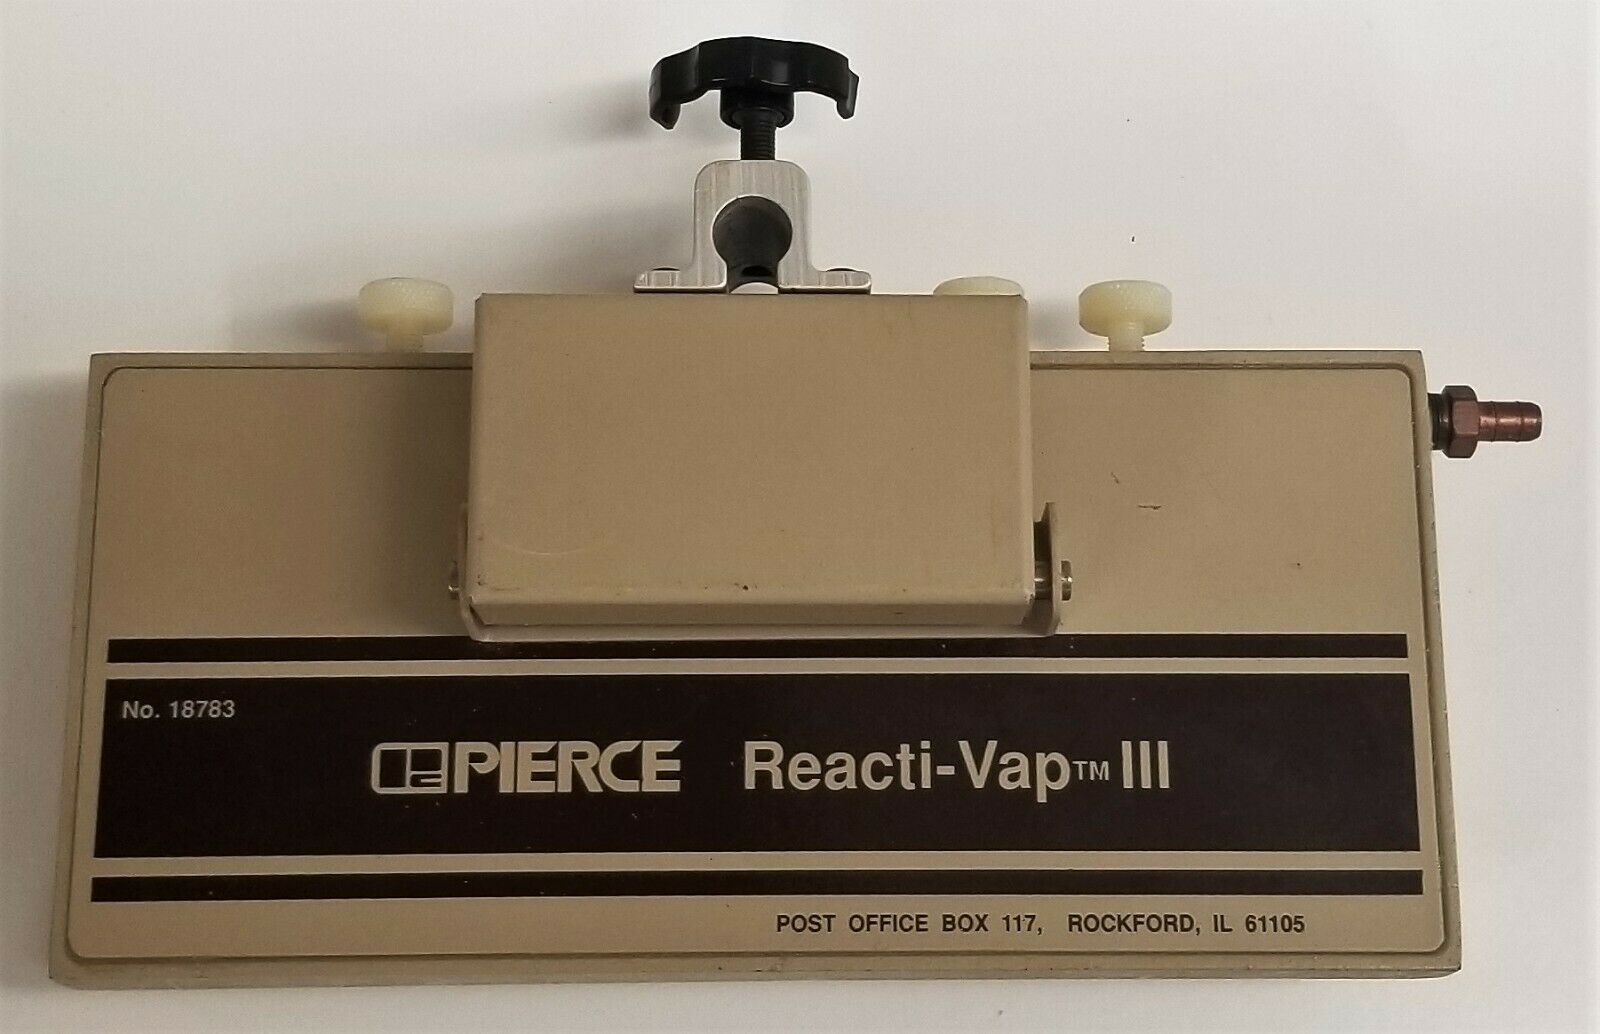 No. 18783
PIERCE Reacti-Vap™ III
POST OFFICE BOX 117, ROCKFORD, IL 61105